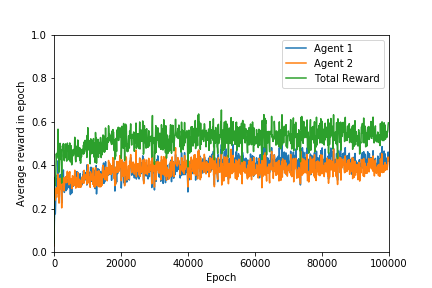 Agent 1
Agent 2
Total Reward
Average reward in epoch
1.0
0.8
0.6
0.4
0.2
0.0
0 20000 40000 60000 80000 100000
Epoch